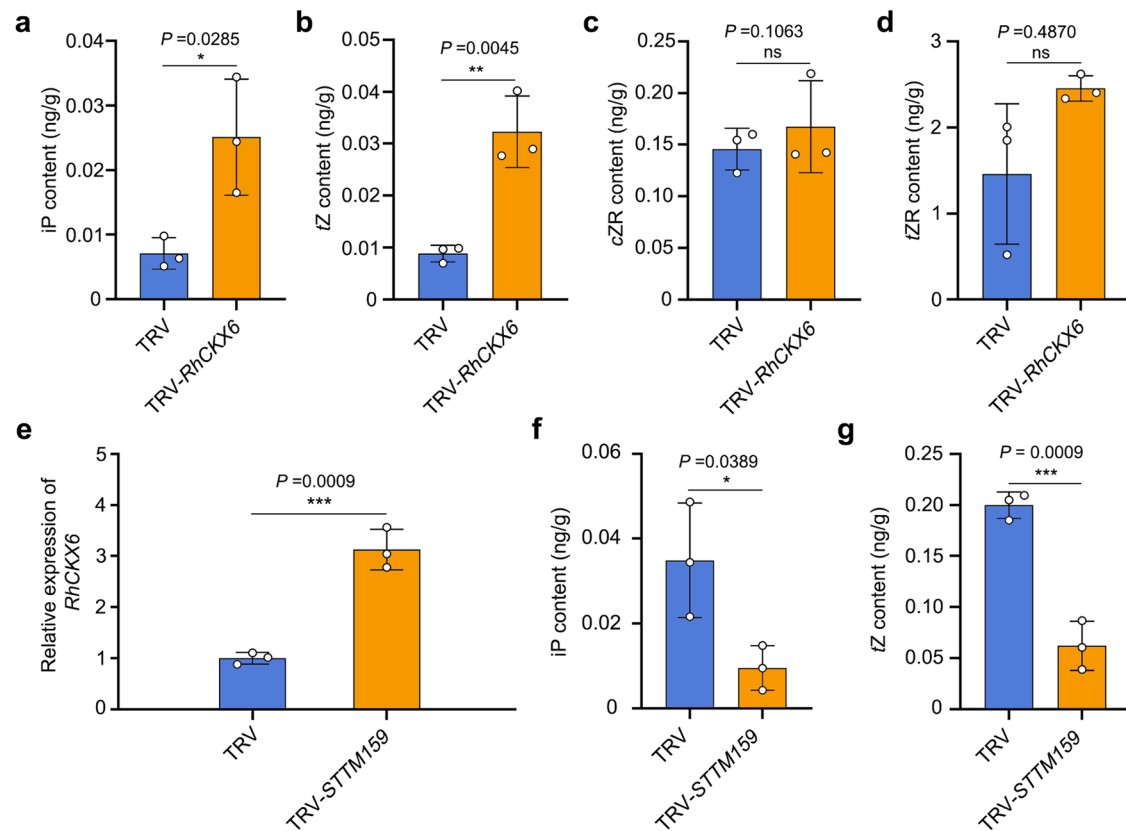 a
P =0.0285
*
iP content (ng/g)
0.04
0.03
0.02
0.01
0
TRV
TRV-RhCKX6
b
P =0.0045
**
tZ content (ng/g)
0.05
0.04
0.03
0.02
0.01
0
TRV
TRV-RhCKX6
c
P =0.1063
ns
cZR content (ng/g)
0.25
0.20
0.15
0.10
0.05
0
TRV
TRV-RhCKX6
d
P =0.4870
ns
tZR content (ng/g)
3
2
1
0
TRV
TRV-RhCKX6
e
P =0.0009
***
Relative expression of
RhCKX6
5
4
3
2
1
0
TRV
TRV-STTM159
f
P =0.0389
*
iP content (ng/g)
0.06
0.04
0.02
0
TRV
TRV-STTM159
g
P = 0.0009
***
tZ content (ng/g)
0.25
0.20
0.15
0.10
0.05
0
TRV
TRV-STTM159